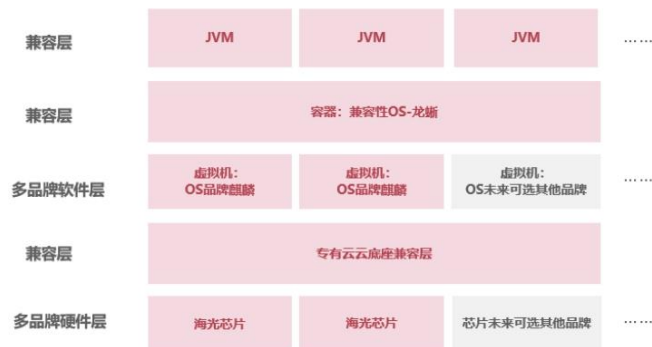 兼容层
JVM
JVM
JVM
……
兼容层
容器：兼容性OS-龙蜥
多品牌软件层
虚拟机：
OS品牌麒麟
虚拟机：
OS品牌麒麟
虚拟机：
OS未来可选其他品牌
……
兼容层
专有云云底座兼容层
多品牌硬件层
海光芯片
海光芯片
芯片未来可选其他品牌
……